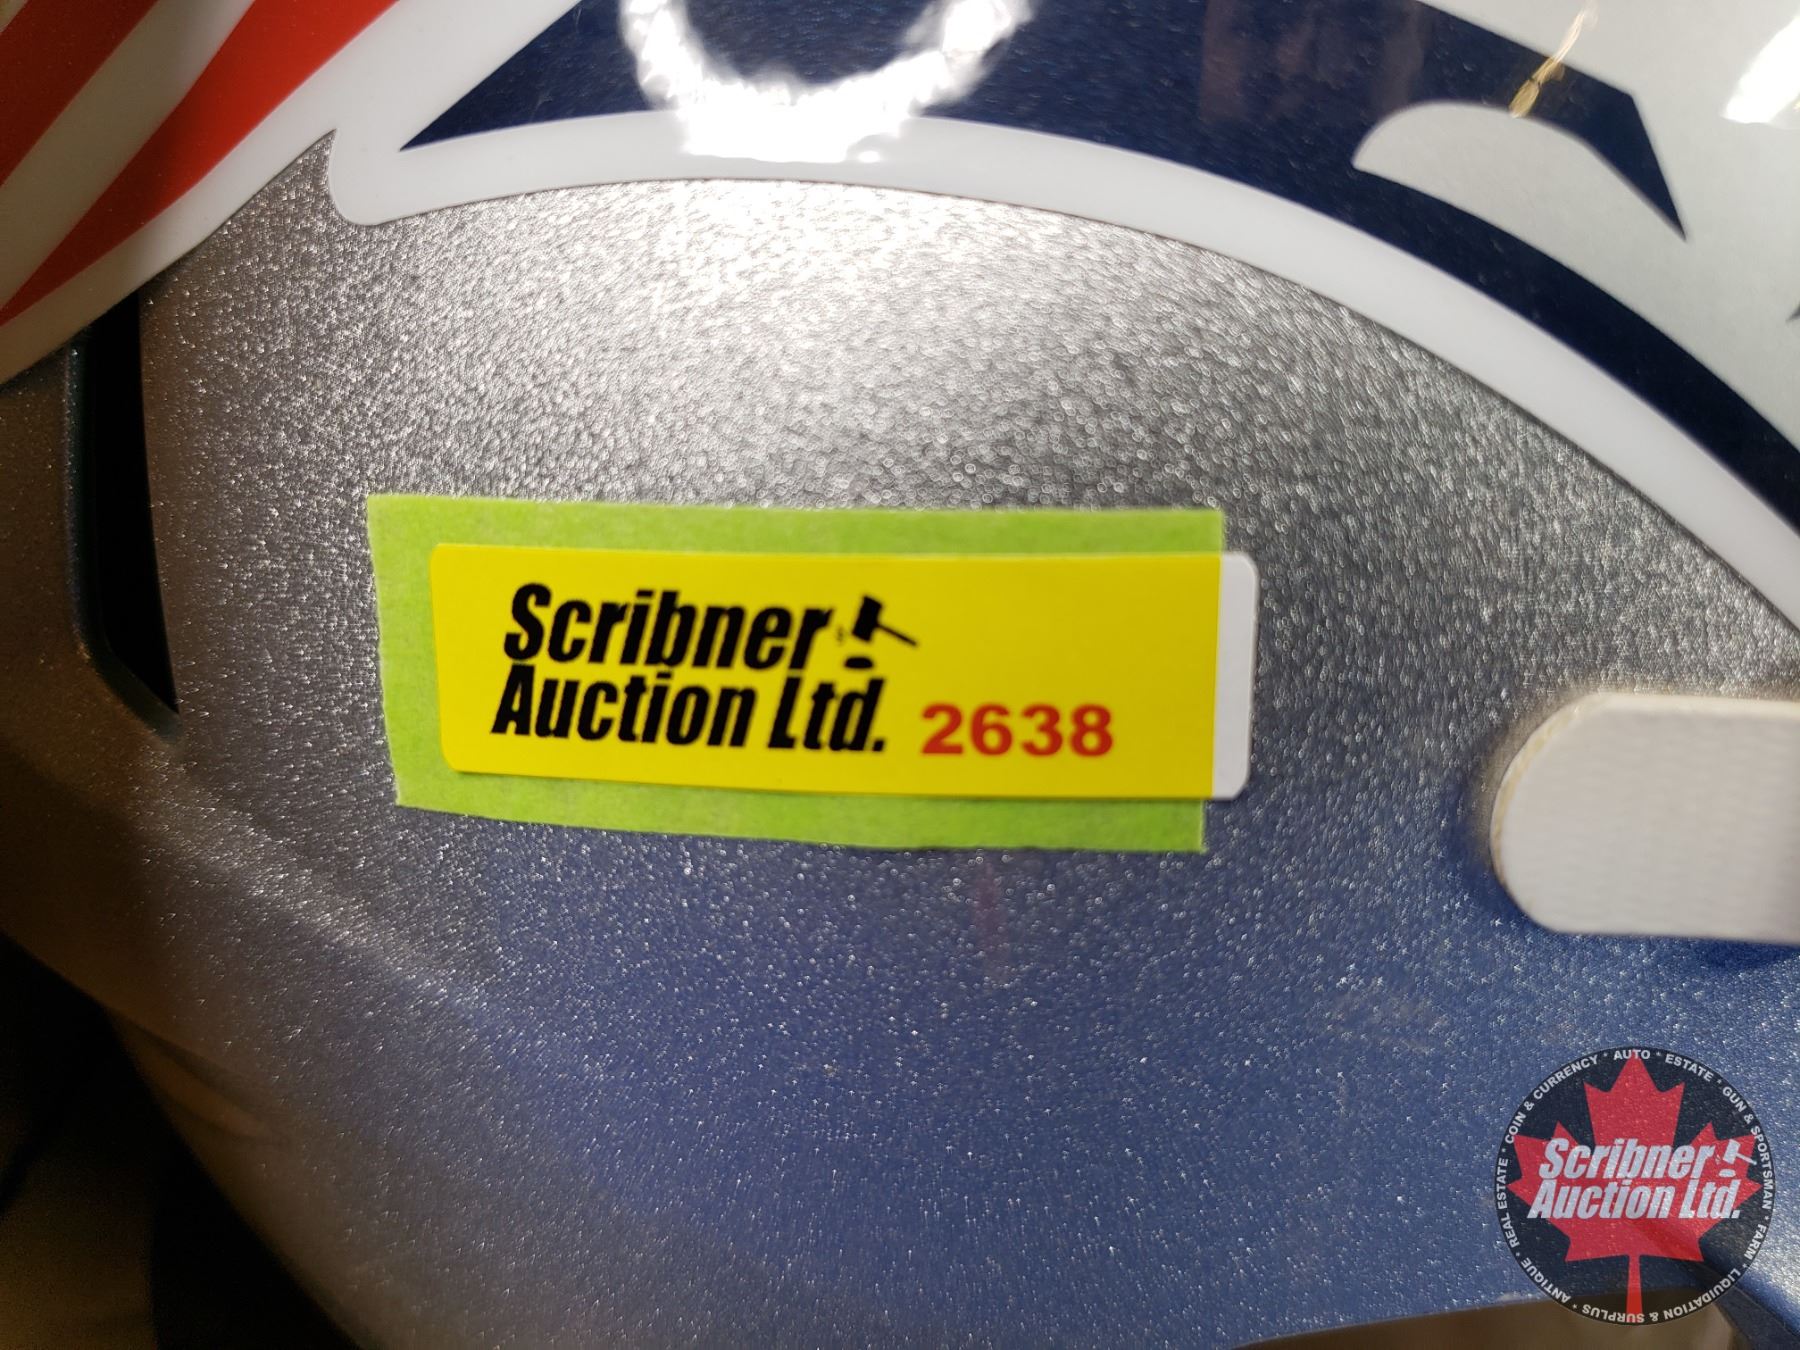 Scribner
Auction Ltd. 2638
COIN & CURRENCY * AUTO * ESTATE * GUN & SPORTSMAN * FARM * LIQUIDATION & SURPLUS * ANTIQUE * REAL ESTATE *
Scribner
Auction Ltd.